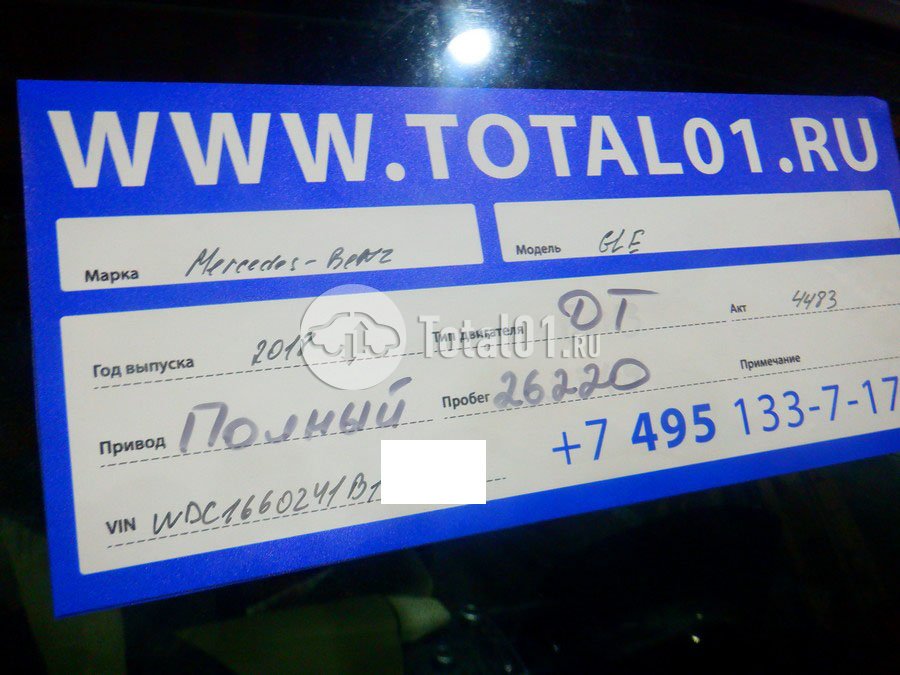 WWW.TOTAL01.RU
Марка Mercedes-Benz Модель GLE
Год выпуска Тип двигателя DT Акт 4483
Total01.RU
Привод Полный Пробег 26220 Примечание
+7 495 133-7-17
VIN WDC1660241B1